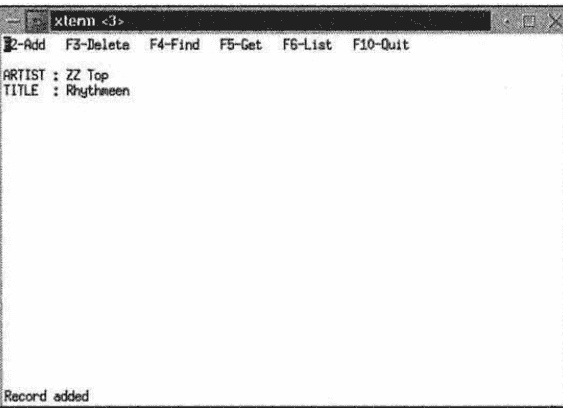 xterm <3>
F2-Add F3-Delete F4-Find F5-Get F6-List F10-Quit
ARTIST : ZZ Top
TITLE : Rhythmeen
Record added